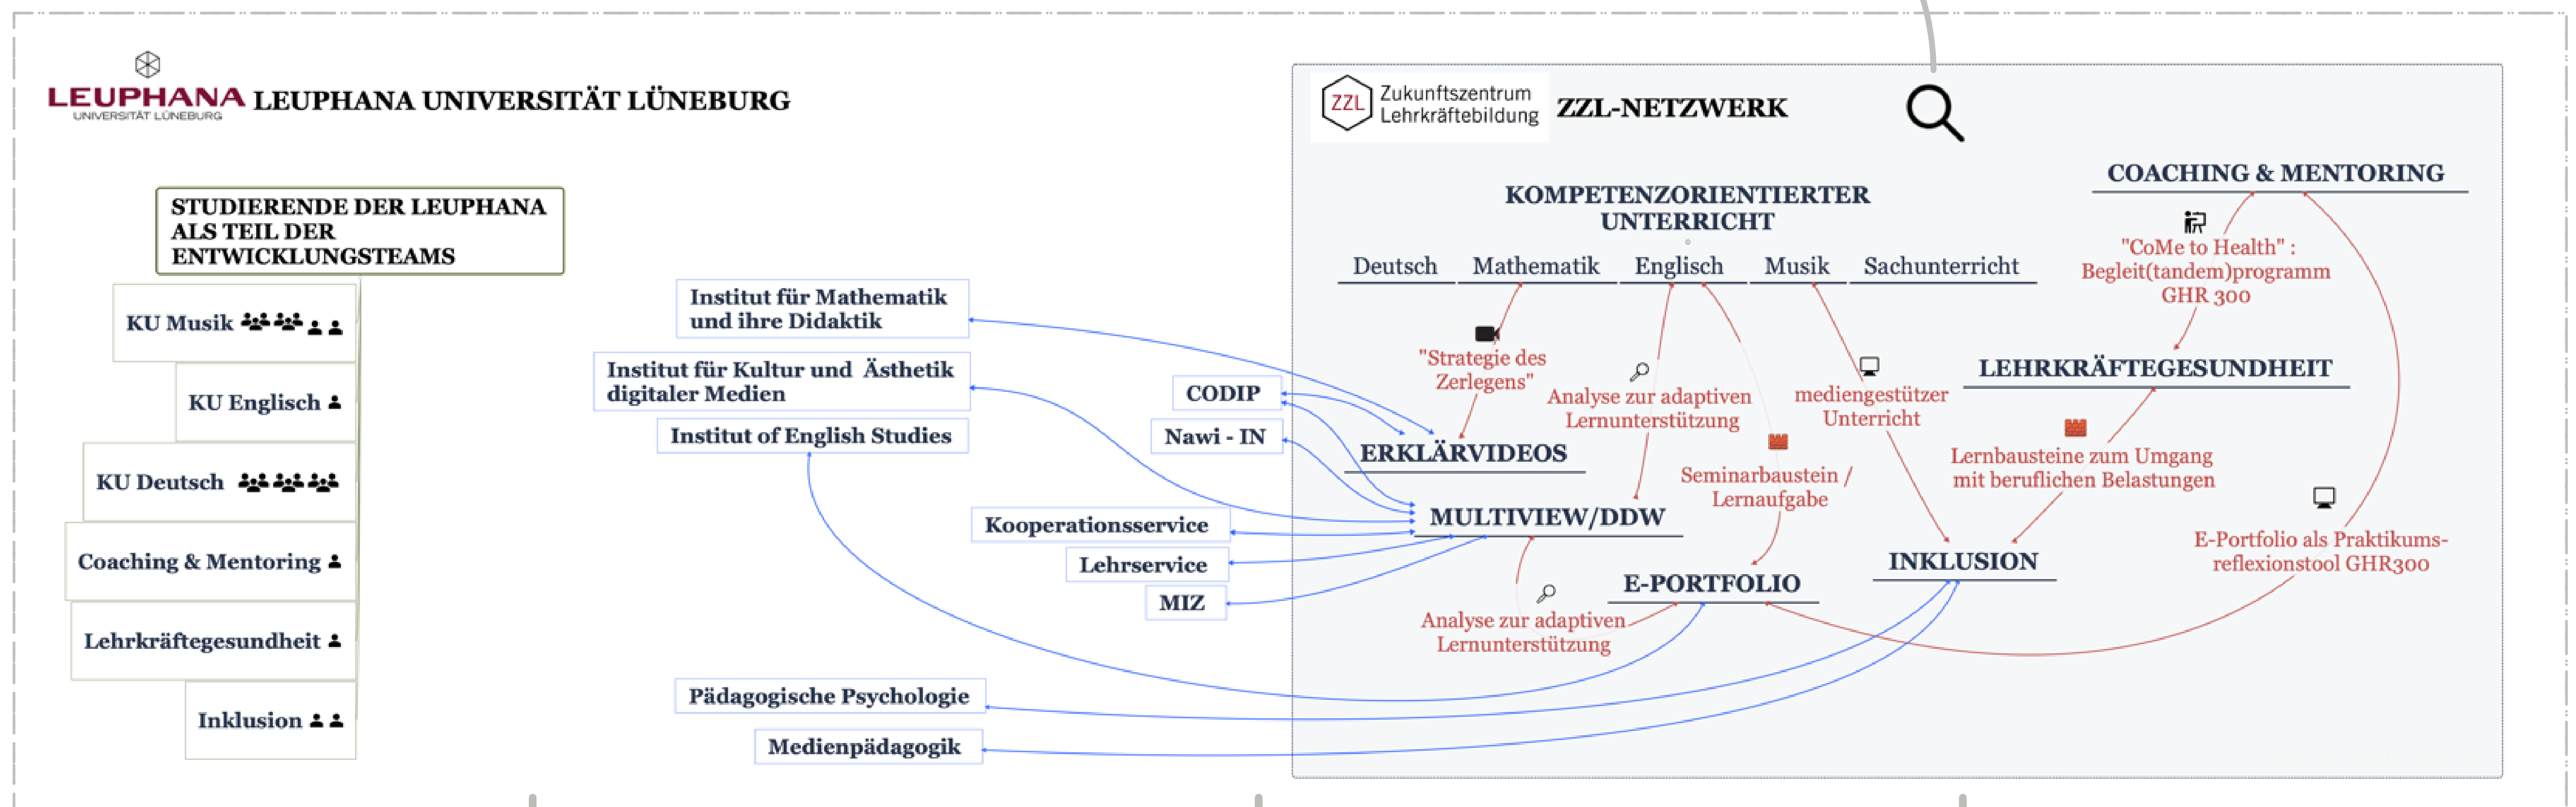 LEUPHANA
UNIVERSITÄT LÜNEBURG
LEUPHANA UNIVERSITÄT LÜNEBURG
STUDIERENDE DER LEUPHANA
ALS TEIL DER
ENTWICKLUNGSTEAMS
KU Musik
KU Englisch
KU Deutsch
Coaching & Mentoring
Lehrkräftegesundheit
Inklusion
Institut für Mathematik
und ihre Didaktik
Institut für Kultur und Ästhetik
digitaler Medien
Institut of English Studies
CODIP
Nawi - IN
Kooperationsservice
Lehrservice
MIZ
Pädagogische Psychologie
Medienpädagogik
ZZL
Zukunftszentrum
Lehrkräftebildung
ZZL-NETZWERK
KOMPETENZORIENTIERTER
UNTERRICHT
Deutsch
Mathematik
Englisch
Musik
Sachunterricht
COACHING & MENTORING
"CoMe to Health" :
Begleit(tandem)programm
GHR 300
"Strategie des
Zerlegens"
Analyse zur adaptiven
Lernunterstützung
mediengestützer
Unterricht
LEHRKRÄFTEGESUNDHEIT
ERKLÄRVIDEOS
Seminarbaustein /
Lernaufgabe
Lernbausteine zum Umgang
mit beruflichen Belastungen
MULTIVIEW/DDW
E-PORTFOLIO
INKLUSION
E-Portfolio als Praktikums-
reflexionstool GHR300
Analyse zur adaptiven
Lernunterstützung